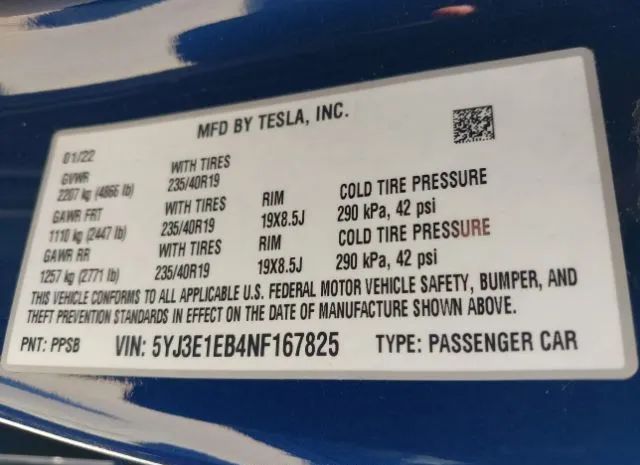 MFD BY TESLA, INC.
01/22
GVWR WITH TIRES
2207 kg (4866 lb) 235/40R19
GAWR FRT WITH TIRES RIM COLD TIRE PRESSURE
1110 kg (2447 lb) 235/40R19 19X8.5J 290 kPa, 42 psi
GAWR RR WITH TIRES RIM COLD TIRE PRESSURE
1257 kg (2771 lb) 235/40R19 19X8.5J 290 kPa, 42 psi
THIS VEHICLE CONFORMS TO ALL APPLICABLE U.S. FEDERAL MOTOR VEHICLE SAFETY, BUMPER, AND
THEFT PREVENTION STANDARDS IN EFFECT ON THE DATE OF MANUFACTURE SHOWN ABOVE.
PNT: PPSB VIN: 5YJ3E1EB4NF167825 TYPE: PASSENGER CAR